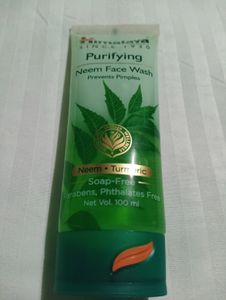 Himalaya
SINCE 1930
Purifying
Neem Face Wash
Prevents Pimples
Neem • Turmeric
Soap-Free
Parabens, Phthalates Free
Net Vol. 100 ml